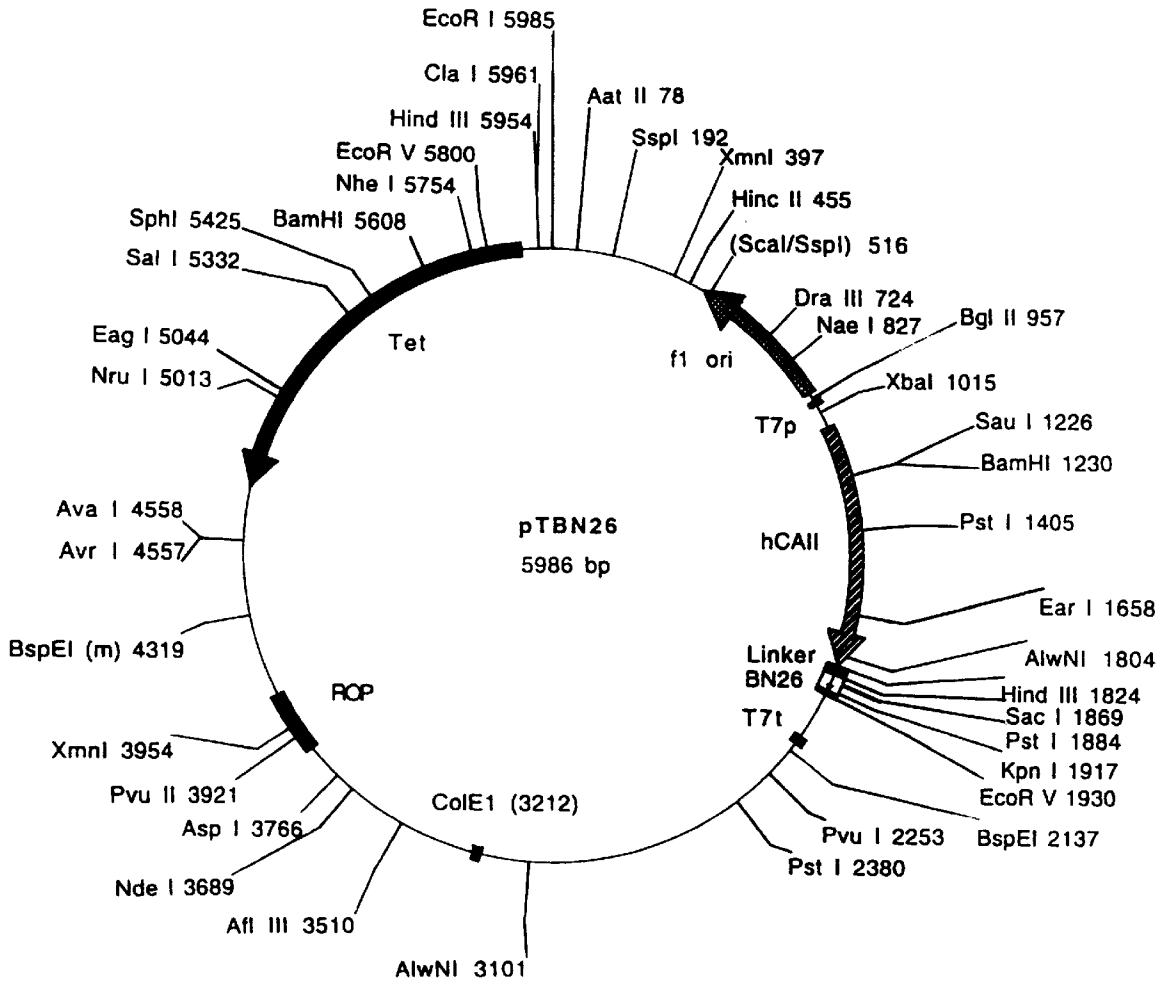 EcoR I 5985
Cla I 5961
Hind III 5954
EcoR V 5800
Nhe I 5754
BamHI 5608
SphI 5425
Sal I 5332
Eag I 5044
Nru I 5013
Aat II 78
SspI 192
XmnI 397
Hinc II 455
(ScaI/SspI) 516
Dra III 724
Nae I 827
Bgl II 957
XbaI 1015
Sau I 1226
BamHI 1230
Pst I 1405
Ear I 1658
AlwNI 1804
Hind III 1824
Sac I 1869
Pst I 1884
Kpn I 1917
EcoR V 1930
BspEI 2137
Pvu I 2253
Pst I 2380
AlwNI 3101
Afl III 3510
Nde I 3689
Asp I 3766
Pvu II 3921
XmnI 3954
BspEI (m) 4319
Avr I 4557
Ava I 4558
Tet
f1 ori
T7p
hCAII
Linker
BN26
T7t
ColE1 (3212)
ROP
pTBN26
5986 bp